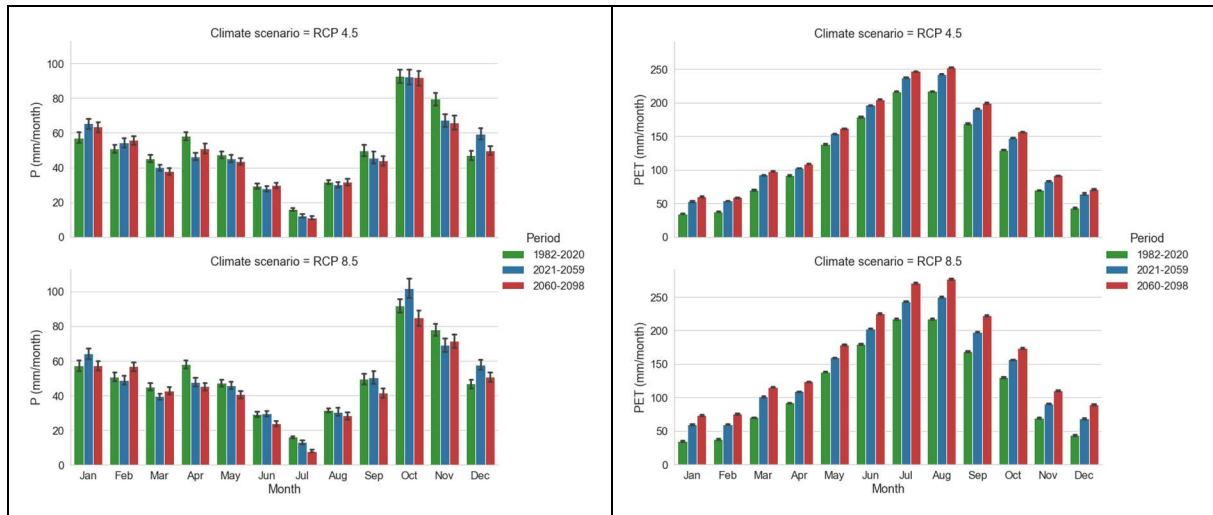 Climate scenario = RCP 4.5
P (mm/month)
100
80
60
40
20
0
Climate scenario = RCP 8.5
P (mm/month)
100
80
60
40
20
0
Jan Feb Mar Apr May Jun Jul Aug Sep Oct Nov Dec
Month
Period
1982-2020
2021-2059
2060-2098
Climate scenario = RCP 4.5
PET (mm/month)
250
200
150
100
50
0
Climate scenario = RCP 8.5
PET (mm/month)
250
200
150
100
50
0
Jan Feb Mar Apr May Jun Jul Aug Sep Oct Nov Dec
Month
Period
1982-2020
2021-2059
2060-2098